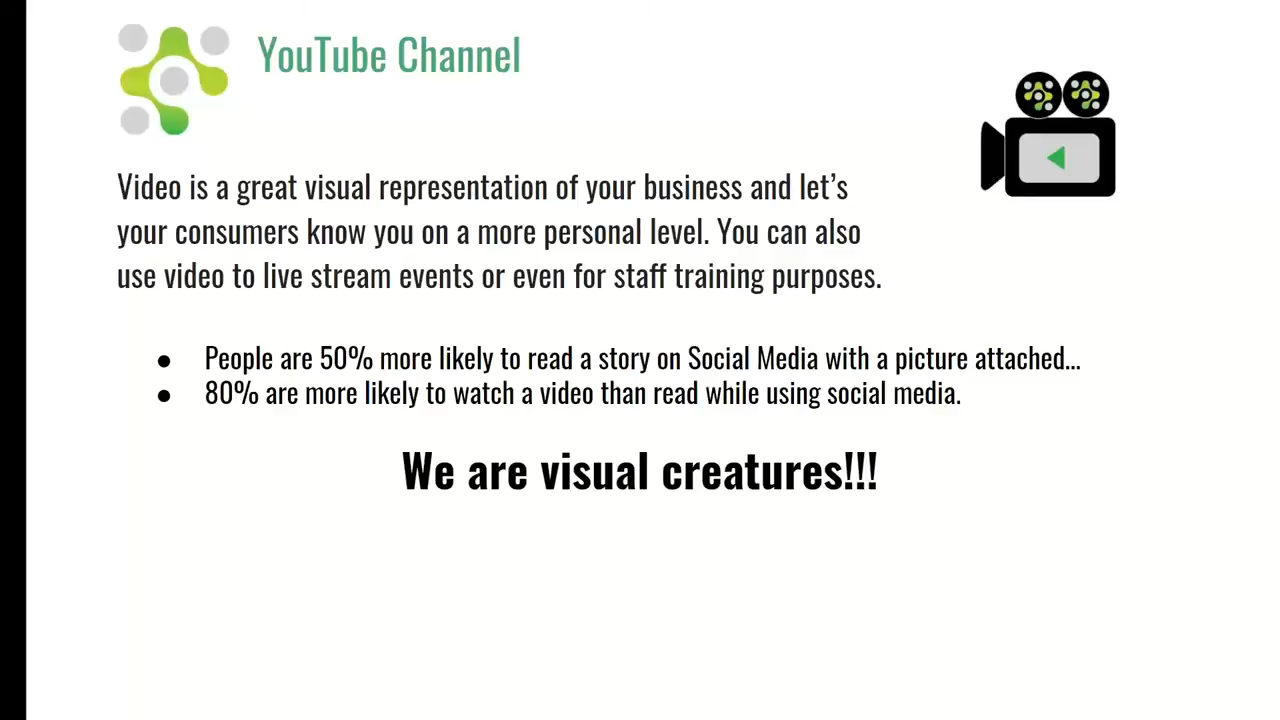 YouTube Channel
Video is a great visual representation of your business and let's
your consumers know you on a more personal level. You can also
use video to live stream events or even for staff training purposes.
● People are 50% more likely to read a story on Social Media with a picture attached...
● 80% are more likely to watch a video than read while using social media.
We are visual creatures!!!